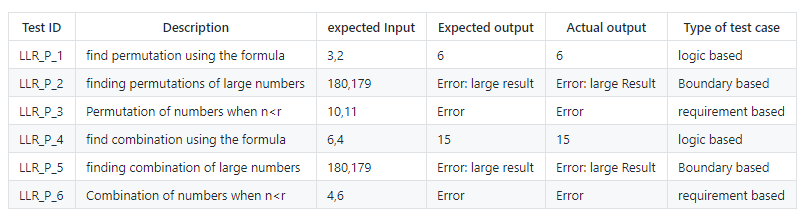 Test ID Description expected Input Expected output Actual output Type of test case
LLR_P_1 find permutation using the formula 3,2 6 6 logic based
LLR_P_2 finding permutations of large numbers 180,179 Error: large result Error: large Result Boundary based
LLR_P_3 Permutation of numbers when n<r 10,11 Error Error requirement based
LLR_P_4 find combination using the formula 6,4 15 15 logic based
LLR_P_5 finding combination of large numbers 180,179 Error: large result Error: large Result Boundary based
LLR_P_6 Combination of numbers when n<r 4,6 Error Error requirement based